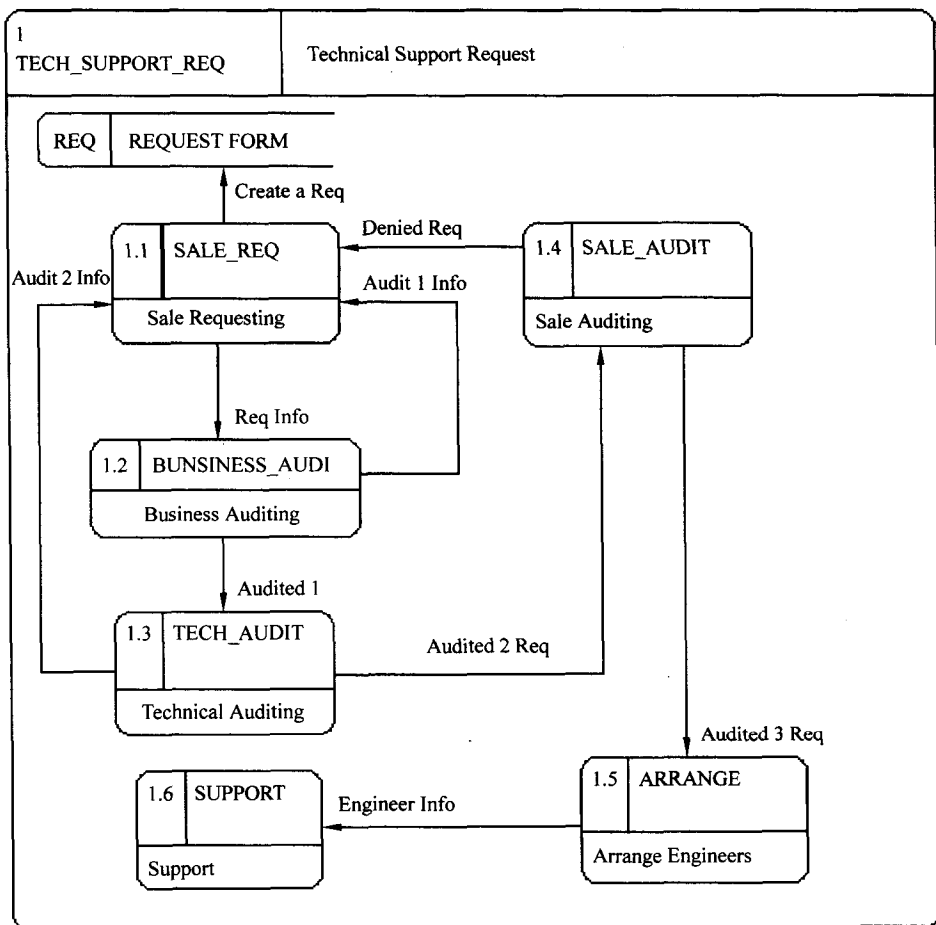 1
TECH_SUPPORT_REQ
Technical Support Request
REQ
REQUEST FORM
Create a Req
Denied Req
1.1
SALE_REQ
1.4
SALE_AUDIT
Audit 2 Info
Audit 1 Info
Sale Requesting
Sale Auditing
Req Info
1.2
BUNSINESS_AUDI
Business Auditing
Audited 1
1.3
TECH_AUDIT
Audited 2 Req
Technical Auditing
Audited 3 Req
1.6
SUPPORT
Engineer Info
1.5
ARRANGE
Support
Arrange Engineers